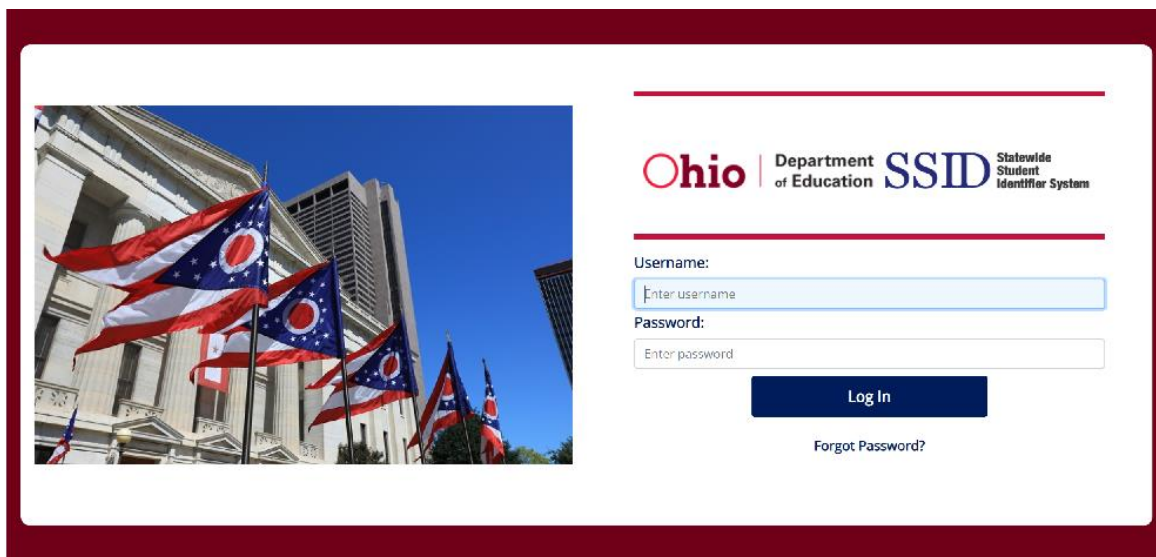 Ohio Department of Education SSID Statewide Student Identifier System
Username:
Enter username
Password:
Enter password
Log In
Forgot Password?